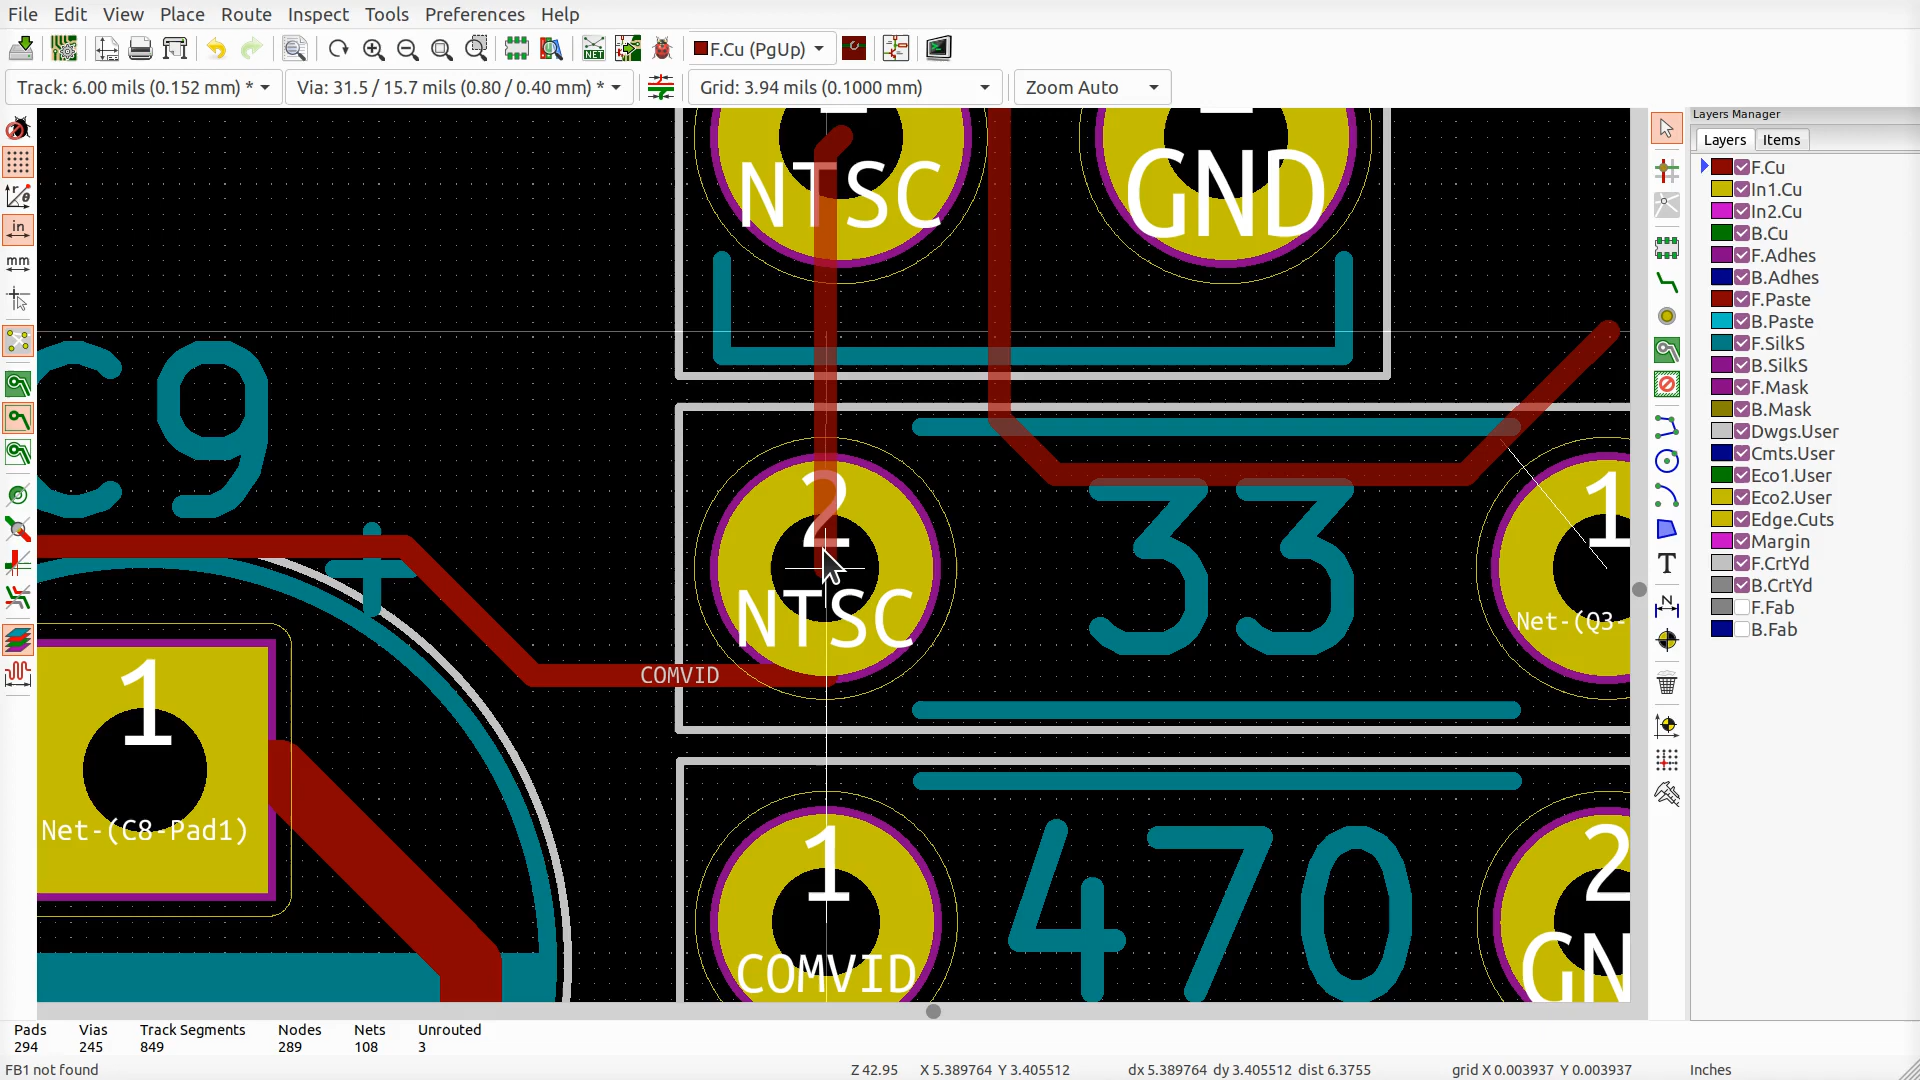 File Edit View Place Route Inspect Tools Preferences Help
F.Cu (PgUp)
Track: 6.00 mils (0.152 mm) * Via: 31.5 / 15.7 mils (0.80 / 0.40 mm) * Grid: 3.94 mils (0.1000 mm) Zoom Auto
Layers Manager
Layers Items
F.Cu
In1.Cu
In2.Cu
B.Cu
F.Adhes
B.Adhes
F.Paste
B.Paste
F.SilkS
B.SilkS
F.Mask
B.Mask
Dwgs.User
Cmts.User
Eco1.User
Eco2.User
Edge.Cuts
Margin
F.CrtYd
B.CrtYd
F.Fab
B.Fab
in
mm
NET
NTSC GND
C9
2 33 1
NTSC Net-(Q3-
COMVID
1
Net-(C8-Pad1)
1 470 2
COMVID GN
Pads Vias Track Segments Nodes Nets Unrouted
294 245 849 289 108 3
FB1 not found Z 42.95 X 5.389764 Y 3.405512 dx 5.389764 dy 3.405512 dist 6.3755 grid X 0.003937 Y 0.003937 Inches